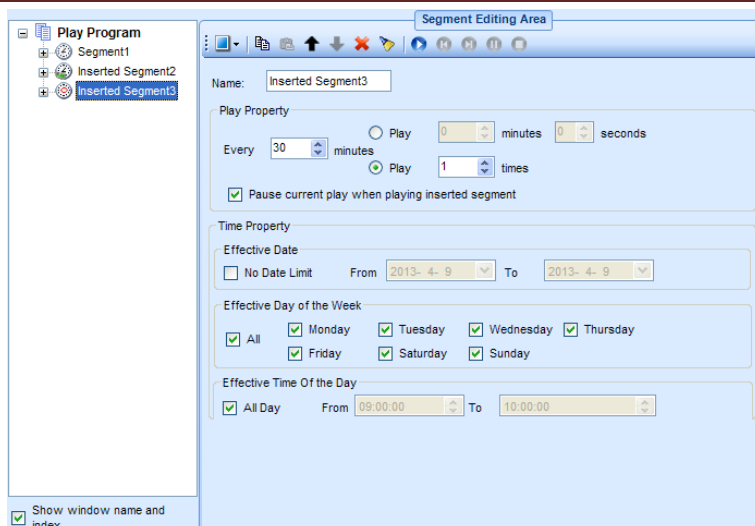 Segment Editing Area
Play Program
Segment1
Inserted Segment2
Inserted Segment3
Name: Inserted Segment3
Play Property
Every 30 minutes
Play 0 minutes 0 seconds
Play 1 times
Pause current play when playing inserted segment
Time Property
Effective Date
No Date Limit From 2013- 4- 9 To 2013- 4- 9
Effective Day of the Week
All Monday Tuesday Wednesday Thursday
Friday Saturday Sunday
Effective Time Of the Day
All Day From 09:00:00 To 10:00:00
Show window name and
index